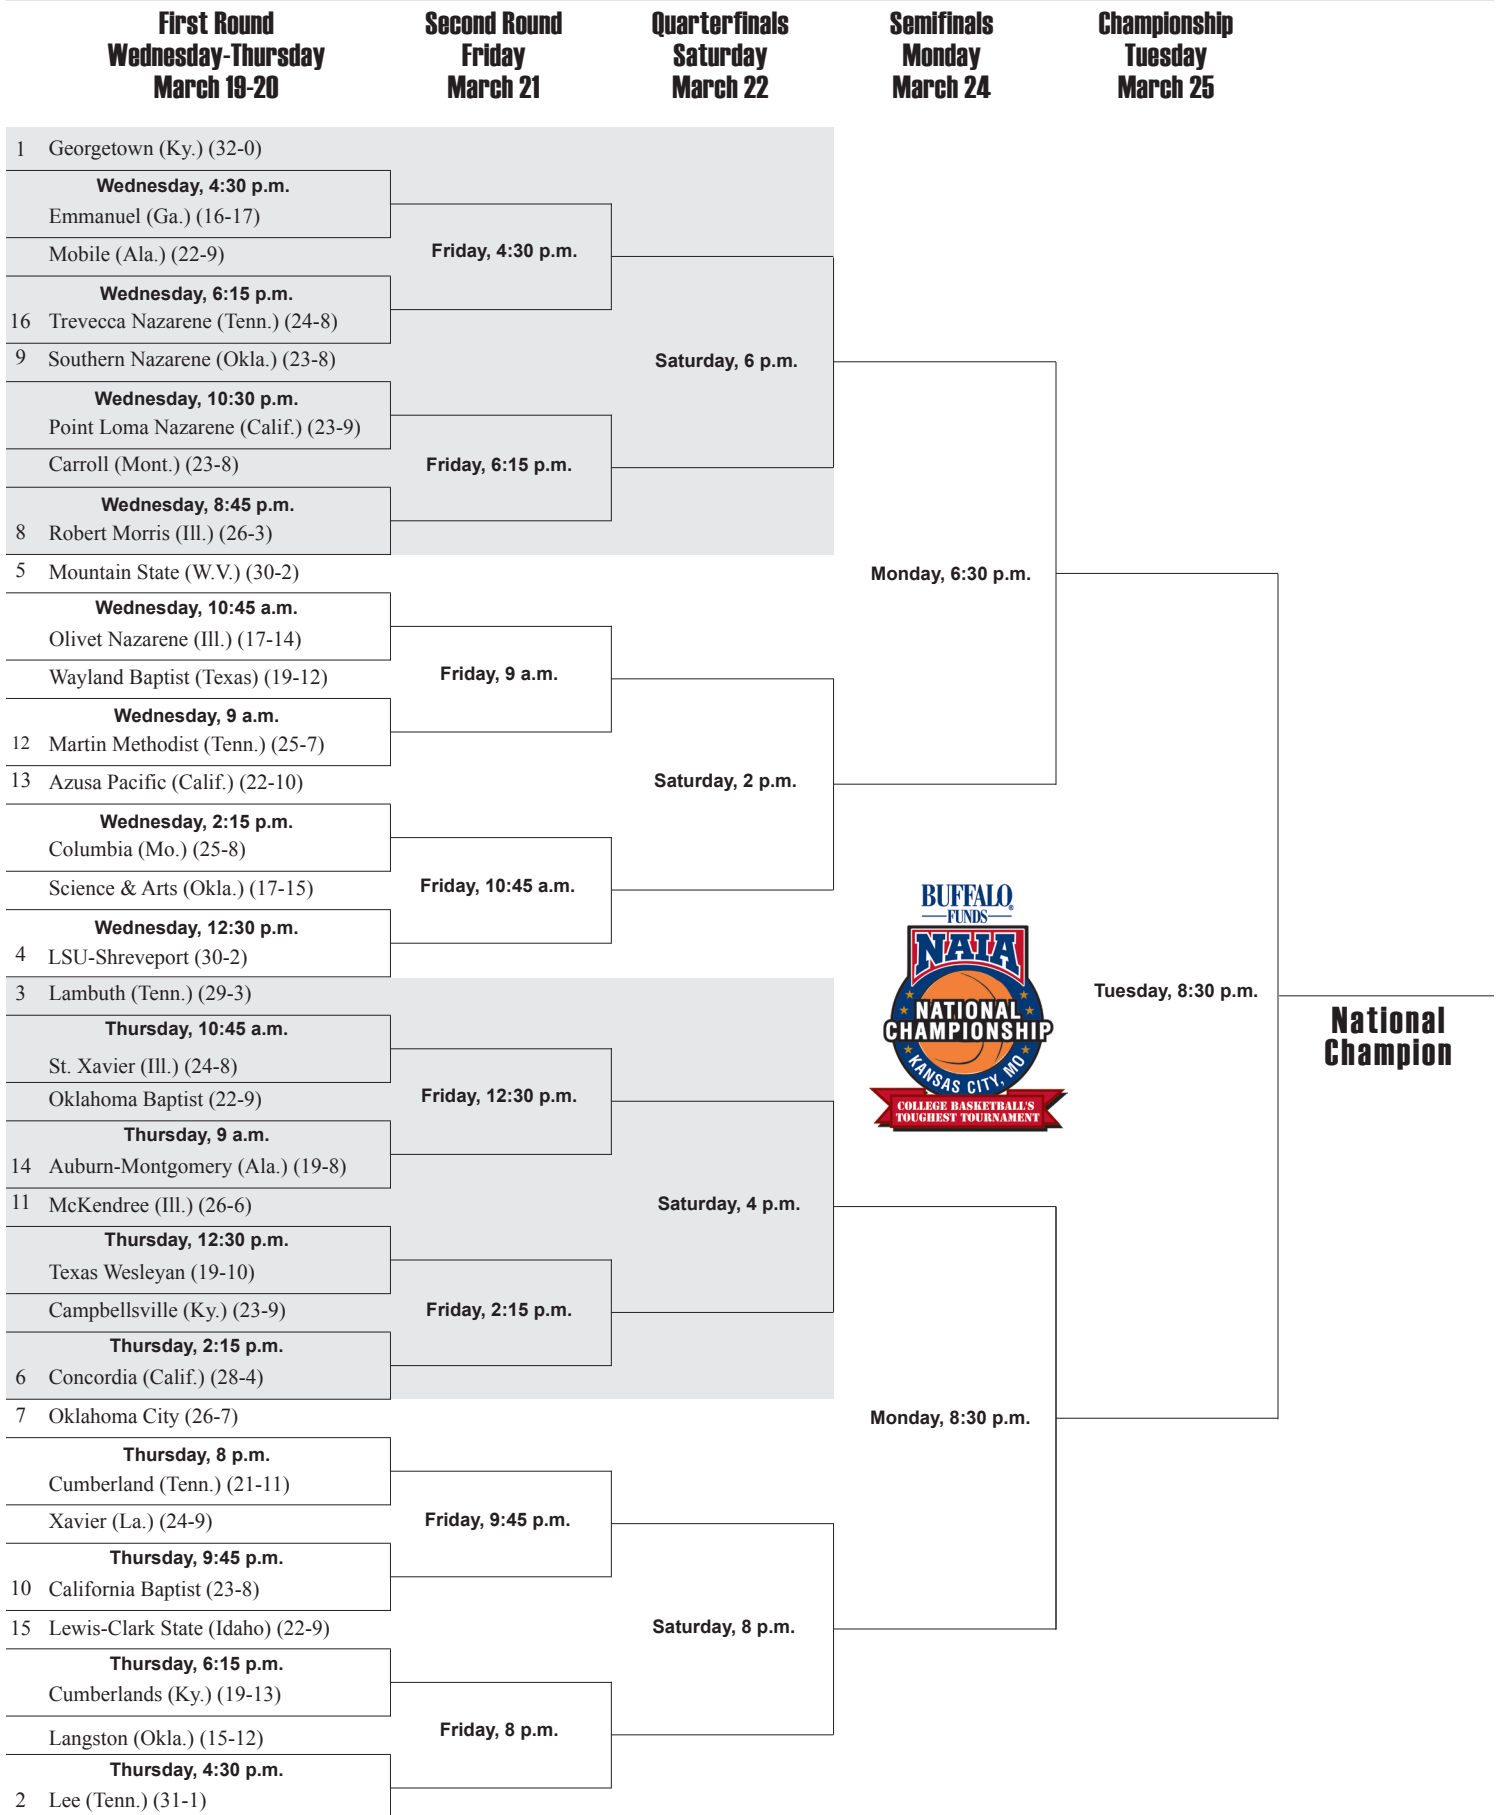 First Round
Wednesday-Thursday
March 19-20
Second Round
Friday
March 21
Quarterfinals
Saturday
March 22
Semifinals
Monday
March 24
Championship
Tuesday
March 25
1 Georgetown (Ky.) (32-0)
Wednesday, 4:30 p.m.
Emmanuel (Ga.) (16-17)
Mobile (Ala.) (22-9)
Wednesday, 6:15 p.m.
16 Trevecca Nazarene (Tenn.) (24-8)
9 Southern Nazarene (Okla.) (23-8)
Wednesday, 10:30 p.m.
Point Loma Nazarene (Calif.) (23-9)
Carroll (Mont.) (23-8)
Wednesday, 8:45 p.m.
8 Robert Morris (Ill.) (26-3)
5 Mountain State (W.V.) (30-2)
Wednesday, 10:45 a.m.
Olivet Nazarene (Ill.) (17-14)
Wayland Baptist (Texas) (19-12)
Wednesday, 9 a.m.
12 Martin Methodist (Tenn.) (25-7)
13 Azusa Pacific (Calif.) (22-10)
Wednesday, 2:15 p.m.
Columbia (Mo.) (25-8)
Science & Arts (Okla.) (17-15)
Wednesday, 12:30 p.m.
4 LSU-Shreveport (30-2)
3 Lambuth (Tenn.) (29-3)
Thursday, 10:45 a.m.
St. Xavier (Ill.) (24-8)
Oklahoma Baptist (22-9)
Thursday, 9 a.m.
14 Auburn-Montgomery (Ala.) (19-8)
11 McKendree (Ill.) (26-6)
Thursday, 12:30 p.m.
Texas Wesleyan (19-10)
Campbellsville (Ky.) (23-9)
Thursday, 2:15 p.m.
6 Concordia (Calif.) (28-4)
7 Oklahoma City (26-7)
Thursday, 8 p.m.
Cumberland (Tenn.) (21-11)
Xavier (La.) (24-9)
Thursday, 9:45 p.m.
10 California Baptist (23-8)
15 Lewis-Clark State (Idaho) (22-9)
Thursday, 6:15 p.m.
Cumberlands (Ky.) (19-13)
Langston (Okla.) (15-12)
Thursday, 4:30 p.m.
2 Lee (Tenn.) (31-1)
Friday, 4:30 p.m.
Friday, 6:15 p.m.
Friday, 9 a.m.
Friday, 10:45 a.m.
Friday, 12:30 p.m.
Friday, 2:15 p.m.
Friday, 9:45 p.m.
Friday, 8 p.m.
Saturday, 6 p.m.
Saturday, 2 p.m.
Saturday, 4 p.m.
Saturday, 8 p.m.
Monday, 6:30 p.m.
BUFFALO®
FUNDS
NAIA
NATIONAL
CHAMPIONSHIP
KANSAS CITY, MO
COLLEGE BASKETBALL'S
TOUGHEST TOURNAMENT
Monday, 8:30 p.m.
Tuesday, 8:30 p.m.
National
Champion